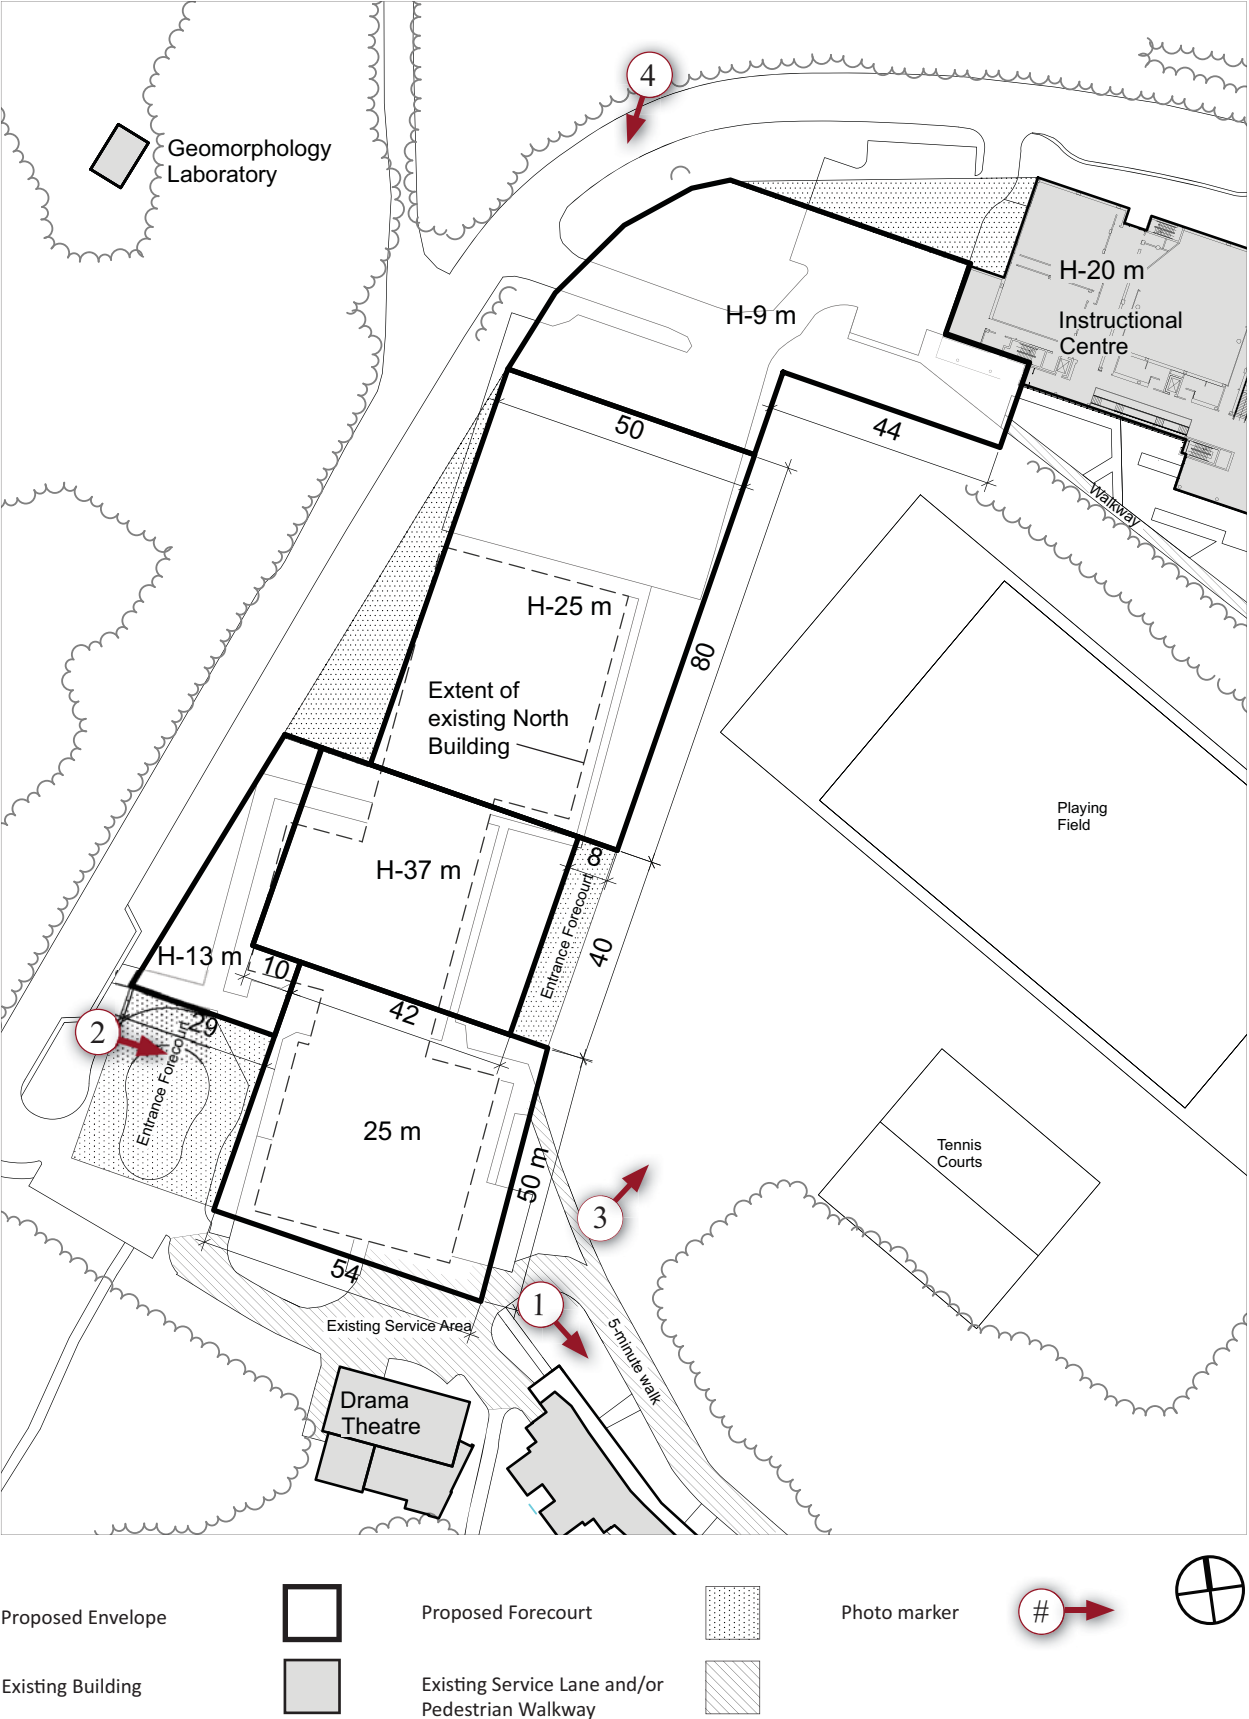 4
Geomorphology
Laboratory
H-20 m
Instructional
Centre
H-9 m
50
44
Walkway
H-25 m
80
Extent of
existing North
Building
Playing
Field
H-37 m
8
Entrance Forecourt
40
H-13 m
10
42
29
2
Entrance Forecourt
25 m
50 m
Tennis
Courts
3
54
1
Existing Service Area
5-minute walk
Drama
Theatre
Proposed Envelope
Proposed Forecourt
Photo marker
#
Existing Building
Existing Service Lane and/or
Pedestrian Walkway